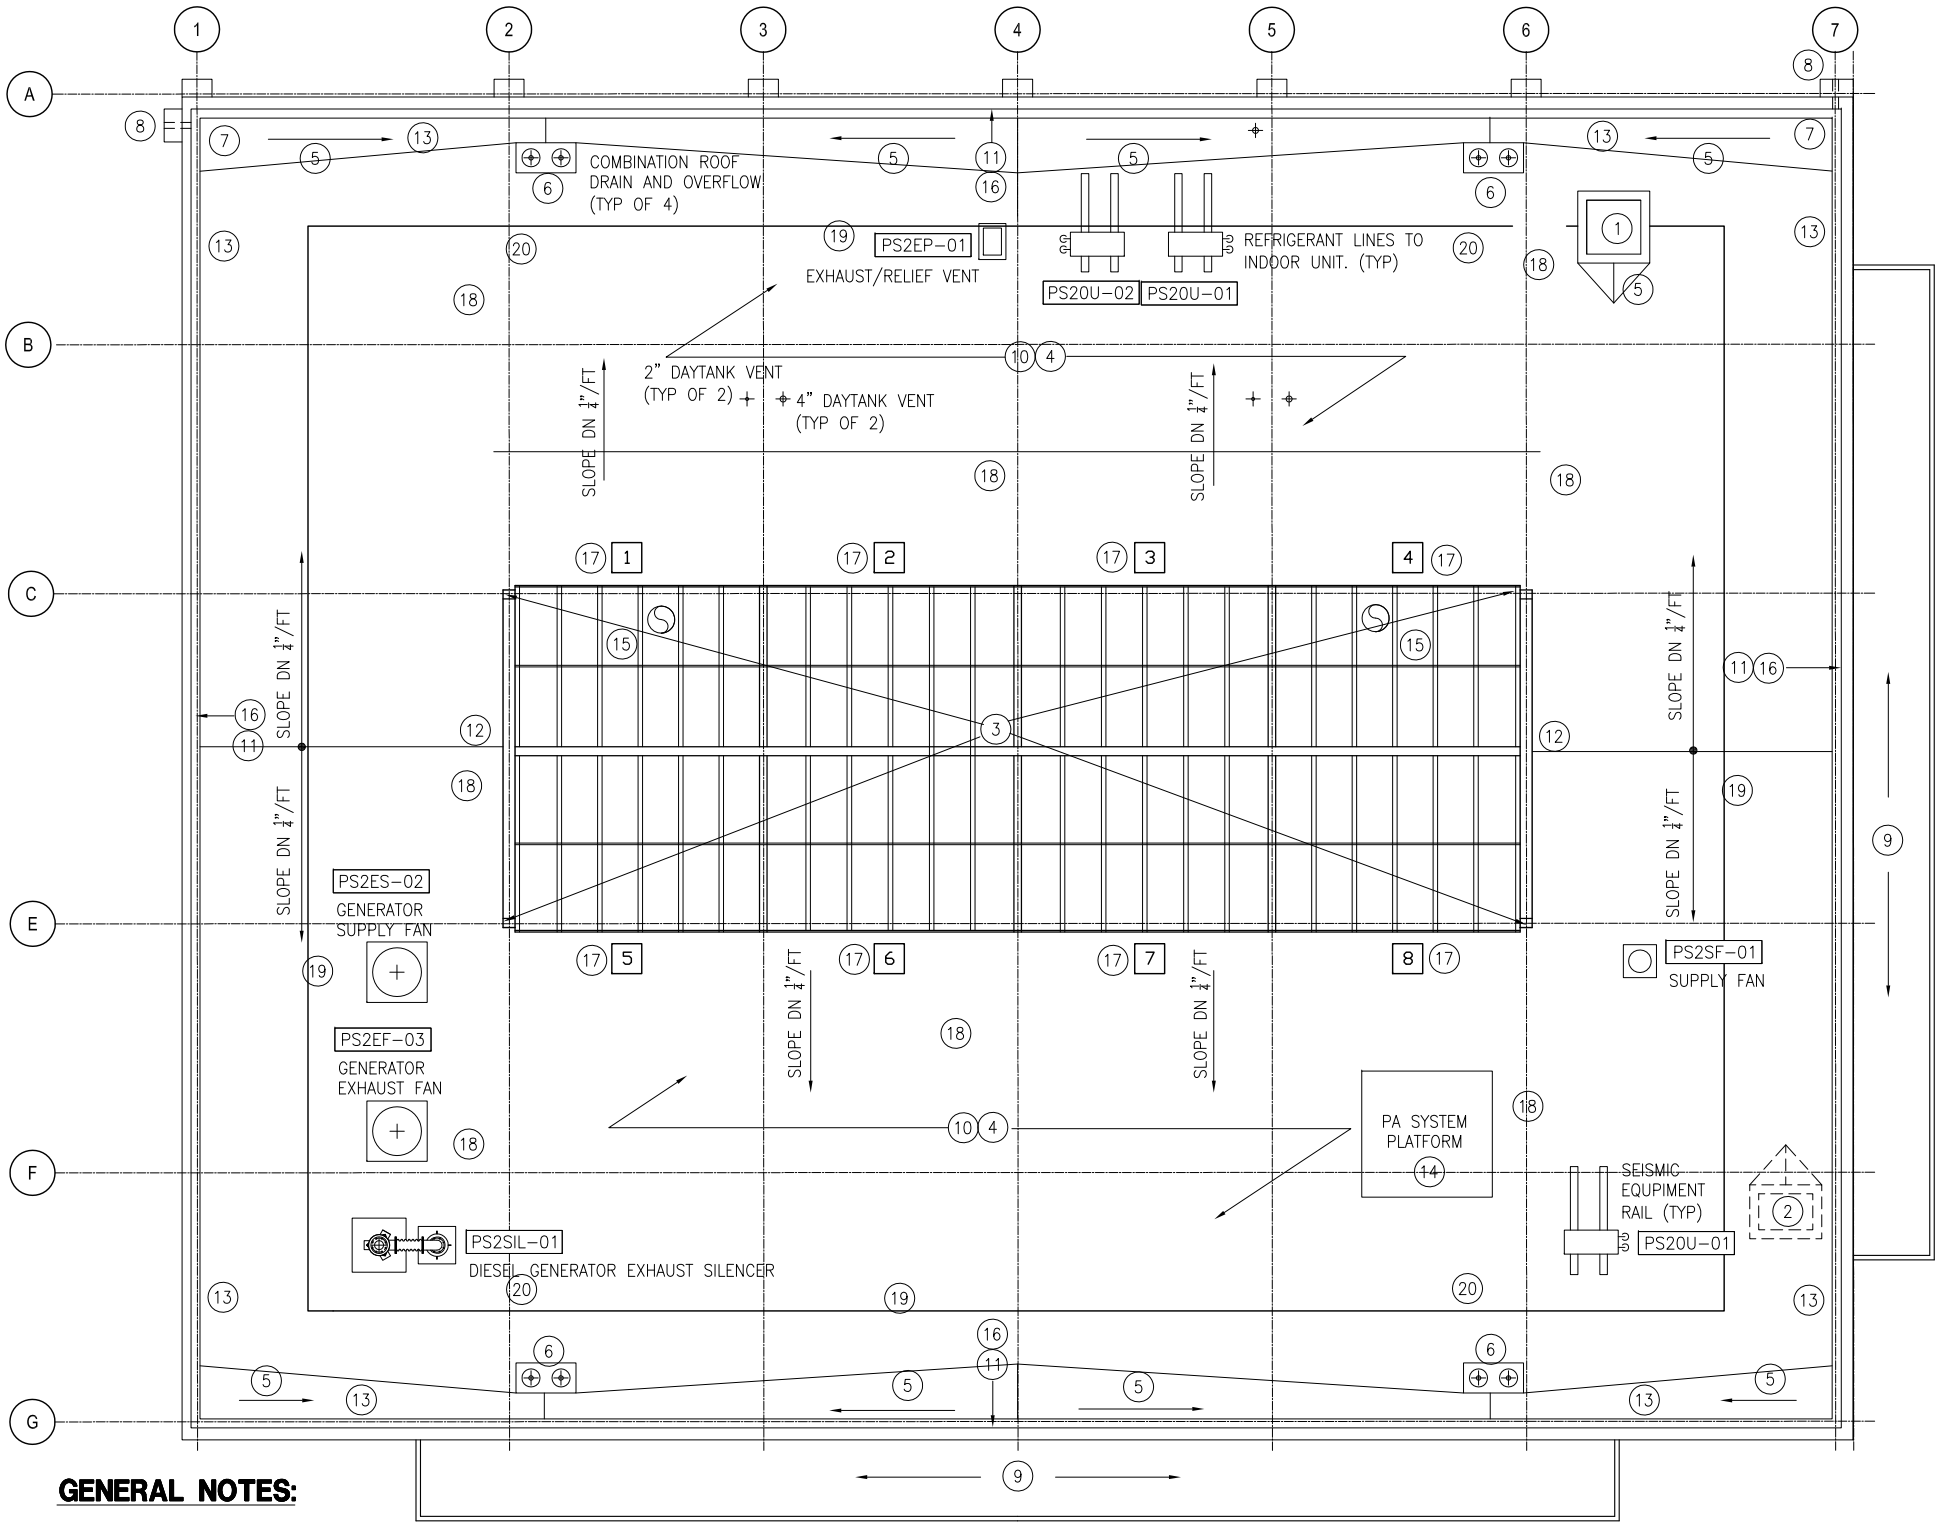 1 2 3 4 5 6 7
8
A
8 7 5 13 5 11 5 13 5 7
COMBINATION ROOF
DRAIN AND OVERFLOW
(TYP OF 4)
6 16 6
13 20 19 20 18 1 13
PS2EP-01
EXHAUST/RELIEF VENT
REFRIGERANT LINES TO
INDOOR UNIT. (TYP)
PS20U-02 PS20U-01
18 5
B
10 4
2" DAYTANK VENT
(TYP OF 2)
4" DAYTANK VENT
(TYP OF 2)
SLOPE DN 1/4"/FT
SLOPE DN 1/4"/FT
18 18
17 1 17 2 17 3 4 17
C
15 15
SLOPE DN 1/4"/FT
SLOPE DN 1/4"/FT
11 16
16
11 12 3 12
18 19
SLOPE DN 1/4"/FT
SLOPE DN 1/4"/FT
9
PS2ES-02
GENERATOR
SUPPLY FAN
E
19
17 5 17 6 17 7 8 17
PS2SF-01
SUPPLY FAN
SLOPE DN 1/4"/FT
SLOPE DN 1/4"/FT
18
PS2EF-03
GENERATOR
EXHAUST FAN
18 10 4 18
PA SYSTEM
PLATFORM
14
F
SEISMIC
EQUPIMENT
RAIL (TYP)
2
PS20U-01
PS2SIL-01
DIESEL GENERATOR EXHAUST SILENCER
13 20 19 20 13
16
6 11 6
5 13 5 5 13 5
G
9
GENERAL NOTES: